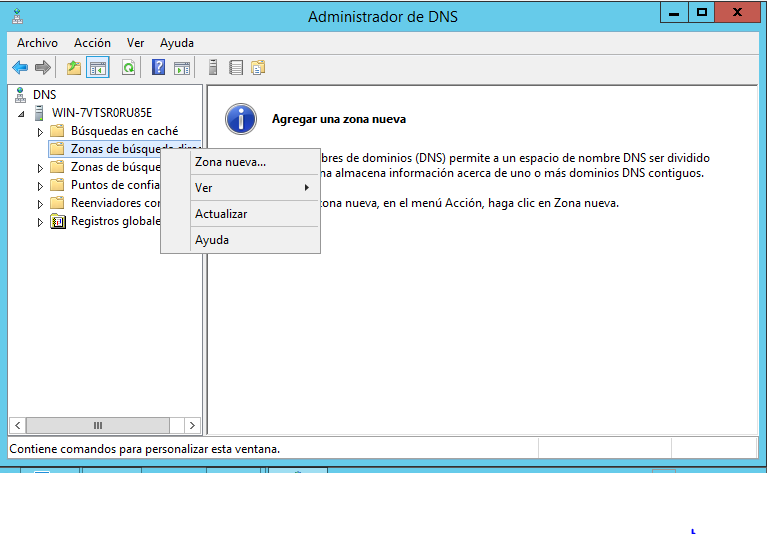 Administrador de DNS
Archivo Acción Ver Ayuda
DNS
WIN-7VTSR0RU85E
Búsquedas en caché
Zonas de búsqueda dire
Zonas de búsque
Puntos de confia
Reenviadores co
Registros globale
Zona nueva...
Ver
Actualizar
Ayuda
Agregar una zona nueva
bres de dominios (DNS) permite a un espacio de nombre DNS ser dividido
na almacena información acerca de uno o más dominios DNS contiguos.
zona nueva, en el menú Acción, haga clic en Zona nueva.
Contiene comandos para personalizar esta ventana.